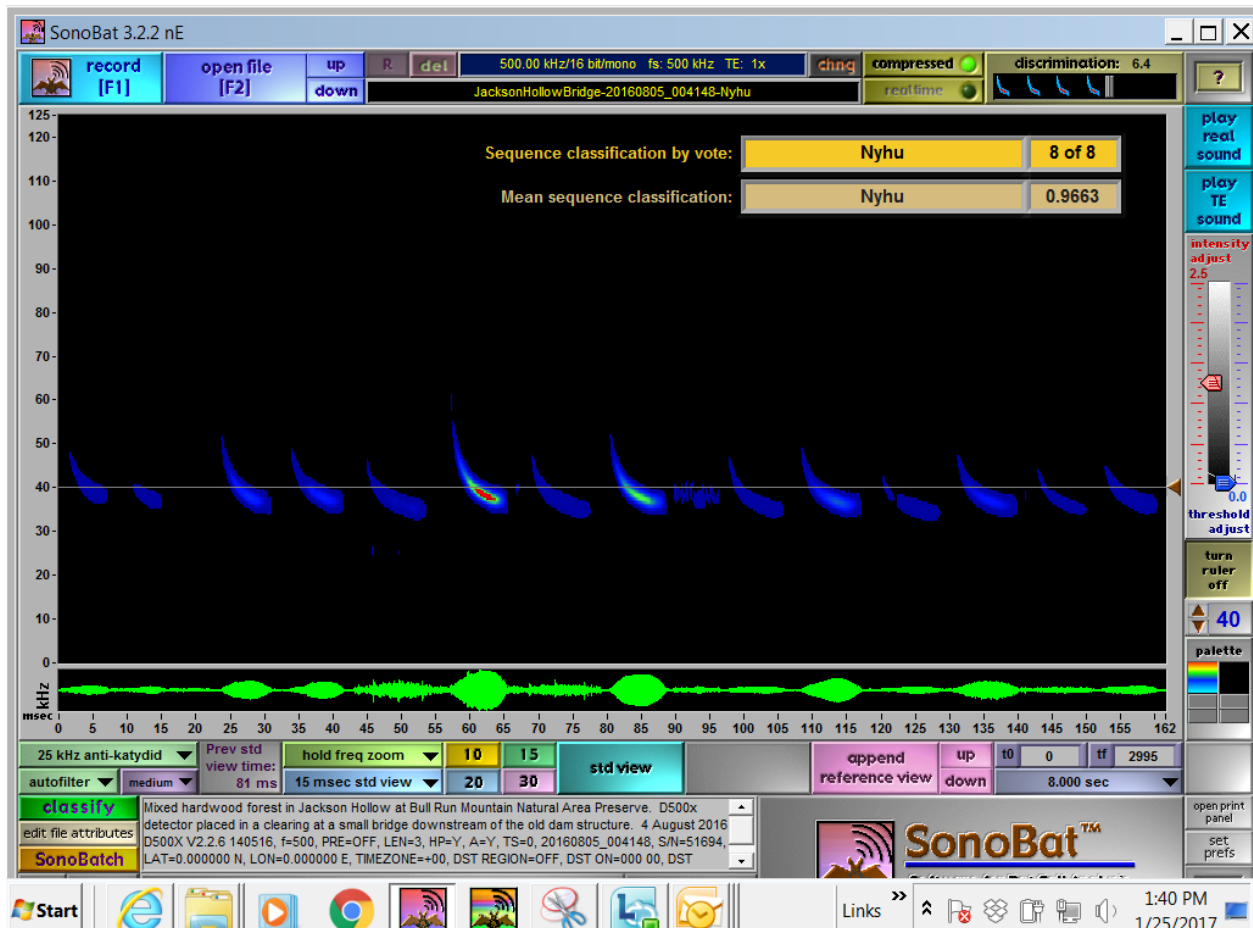 SonoBat 3.2.2 nE
record
[F1]
open file
[F2]
up
down
R
del
500.00 kHz/16 bit/mono fs: 500 kHz TE: 1x
JacksonHollowBridge-20160805_004148-Nyhu
chng
compressed
realtime
discrimination: 6.4
?
125
120
110
100
90
80
70
60
50
40
30
20
10
0
kHz
Sequence classification by vote: Nyhu 8 of 8
Mean sequence classification: Nyhu 0.9663
play
real
sound
play
TE
sound
intensity
adjust
2.5
0.0
threshold
adjust
turn
ruler
off
40
palette
msec 0 5 10 15 20 25 30 35 40 45 50 55 60 65 70 75 80 85 90 95 100 105 110 115 120 125 130 135 140 145 150 155 162
25 kHz anti-katydid
autofilter
medium
Prev std
view time:
81 ms
hold freq zoom
15 msec std view
10
15
20
30
std view
append
reference view
up
down
t0 0 tf 2995
8.000 sec
classify
edit file attributes
SonoBatch
Mixed hardwood forest in Jackson Hollow at Bull Run Mountain Natural Area Preserve. D500x
detector placed in a clearing at a small bridge downstream of the old dam structure. 4 August 2016
D500X V2.2.6 140516, f=500, PRE=OFF, LEN=3, HP=Y, A=Y, TS=0, 20160805_004148, S/N=51694,
LAT=0.000000 N, LON=0.000000 E, TIMEZONE=+00, DST REGION=OFF, DST ON=000 00, DST
SonoBat™
open print
panel
set
prefs
Start
Links
1:40 PM
1/25/2017